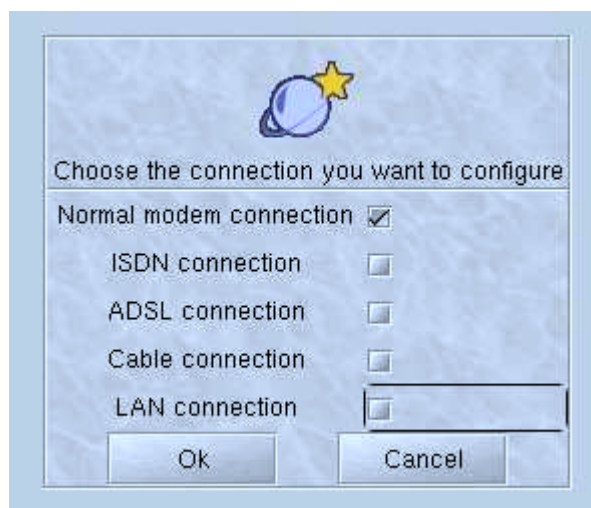 Choose the connection you want to configure
Normal modem connection
ISDN connection
ADSL connection
Cable connection
LAN connection
Ok Cancel